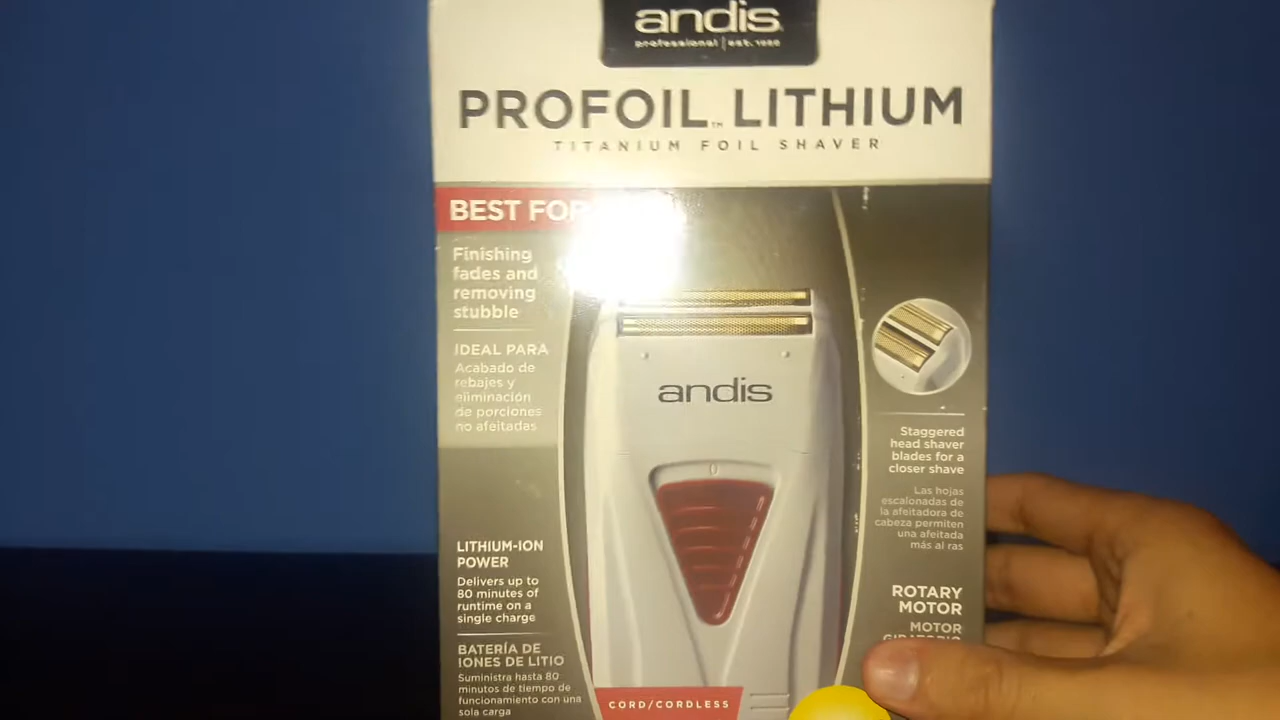 andis
professional | est. 1922
PROFOIL™ LITHIUM
TITANIUM FOIL SHAVER
BEST FOR
Finishing
fades and
removing
stubble
IDEAL PARA
Acabado de
rebajes y
eliminación
de porciones
no afeitadas
LITHIUM-ION
POWER
Delivers up to
80 minutes of
runtime on a
single charge
BATERÍA DE
IONES DE LITIO
Suministra hasta 80
minutos de tiempo de
funcionamiento con una
sola carga
andis
0
CORD/CORDLESS
Staggered
head shaver
blades for a
closer shave
Las hojas
escalonadas de
la afeitadora de
cabeza permiten
una afeitada
más al ras
ROTARY
MOTOR
MOTOR
GIRATORIO